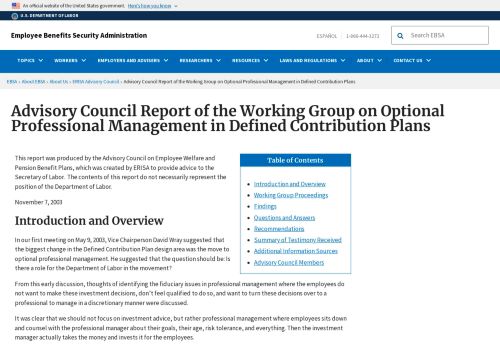 An official website of the United States government. Here's how you know
U.S. DEPARTMENT OF LABOR
Employee Benefits Security Administration
ESPAÑOL | 1-866-444-3272
Search EBSA
TOPICS WORKERS EMPLOYERS AND ADVISERS RESEARCHERS RESOURCES LAWS AND REGULATIONS ABOUT CONTACT US
EBSA › About EBSA › About Us › ERISA Advisory Council › Advisory Council Report of the Working Group on Optional Professional Management in Defined Contribution Plans
Advisory Council Report of the Working Group on Optional
Professional Management in Defined Contribution Plans
This report was produced by the Advisory Council on Employee Welfare and
Pension Benefit Plans, which was created by ERISA to provide advice to the
Secretary of Labor. The contents of this report do not necessarily represent the
position of the Department of Labor.
November 7, 2003
Table of Contents
Introduction and Overview
Working Group Proceedings
Findings
Questions and Answers
Recommendations
Summary of Testimony Received
Additional Information Sources
Advisory Council Members
Introduction and Overview
In our first meeting on May 9, 2003, Vice Chairperson David Wray suggested that
the biggest change in the Defined Contribution Plan design area was the move to
optional professional management. He suggested that the question should be: Is
there a role for the Department of Labor in the movement?
From this early discussion, thoughts of identifying the fiduciary issues in professional management where the employees do
not want to make these investment decisions, don't feel qualified to do so, and want to turn these decisions over to a
professional to manage in a discretionary manner were discussed.
It was clear that we should not focus on investment advice, but rather professional management where employees sit down
and counsel with the professional manager about their goals, their age, risk tolerance, and everything. Then the investment
manager actually takes the money and invests it for the employees.